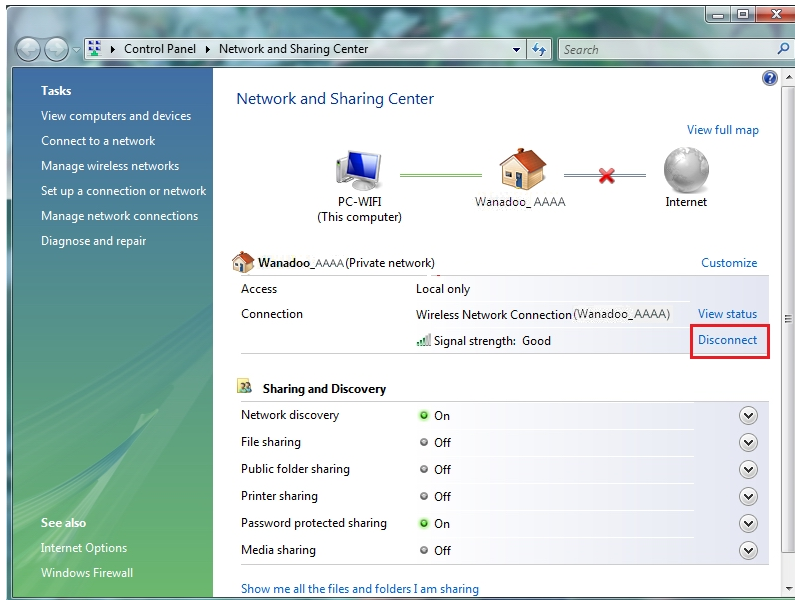 Control Panel Network and Sharing Center
Search
Tasks
View computers and devices
Connect to a network
Manage wireless networks
Set up a connection or network
Manage network connections
Diagnose and repair
See also
Internet Options
Windows Firewall
Network and Sharing Center
View full map
PC-WIFI
(This computer)
Wanadoo_ AAAA
Internet
Wanadoo_AAAA (Private network) Customize
Access Local only
Connection Wireless Network Connection (Wanadoo_AAAA) View status
Signal strength: Good Disconnect
Sharing and Discovery
Network discovery On
File sharing Off
Public folder sharing Off
Printer sharing Off
Password protected sharing On
Media sharing Off
Show me all the files and folders I am sharing